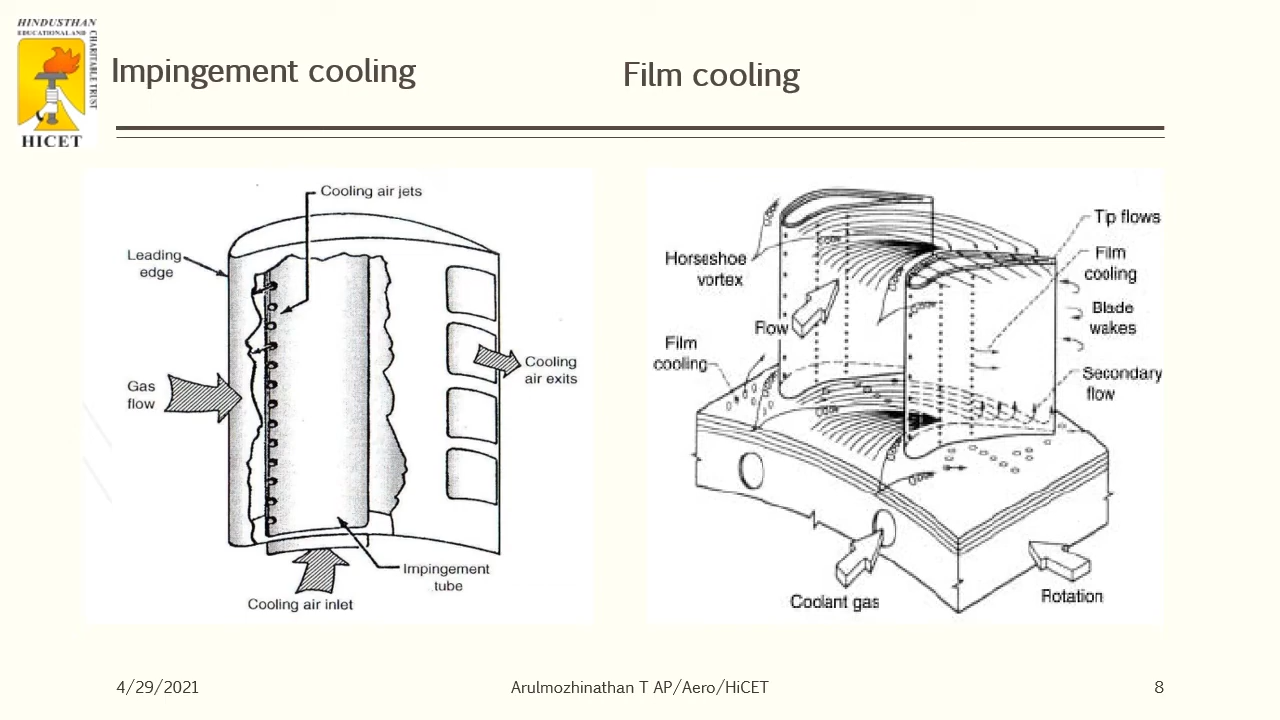 HINDUSTHAN
EDUCATIONAL AND
CHARITABLE TRUST
HICET
Impingement cooling
Film cooling
Cooling air jets
Leading
edge
Gas
flow
Cooling
air exits
Impingement
tube
Cooling air inlet
Tip flows
Film
cooling
Horseshoe
vortex
Blade
wakes
Flow
Film
cooling
Secondary
flow
Coolant gas
Rotation
4/29/2021
Arulmozhinathan T AP/Aero/HiCET
8